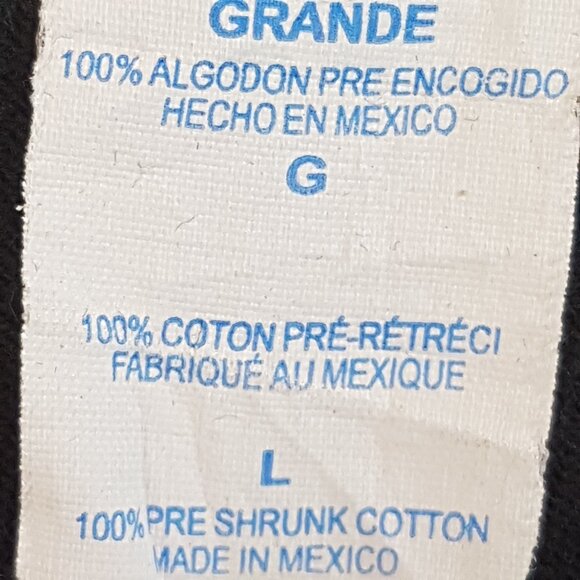 GRANDE
100% ALGODON PRE ENCOGIDO
HECHO EN MEXICO
G
100% COTON PRÉ-RÉTRÉCI
FABRIQUÉ AU MEXIQUE
L
100% PRE SHRUNK COTTON
MADE IN MEXICO